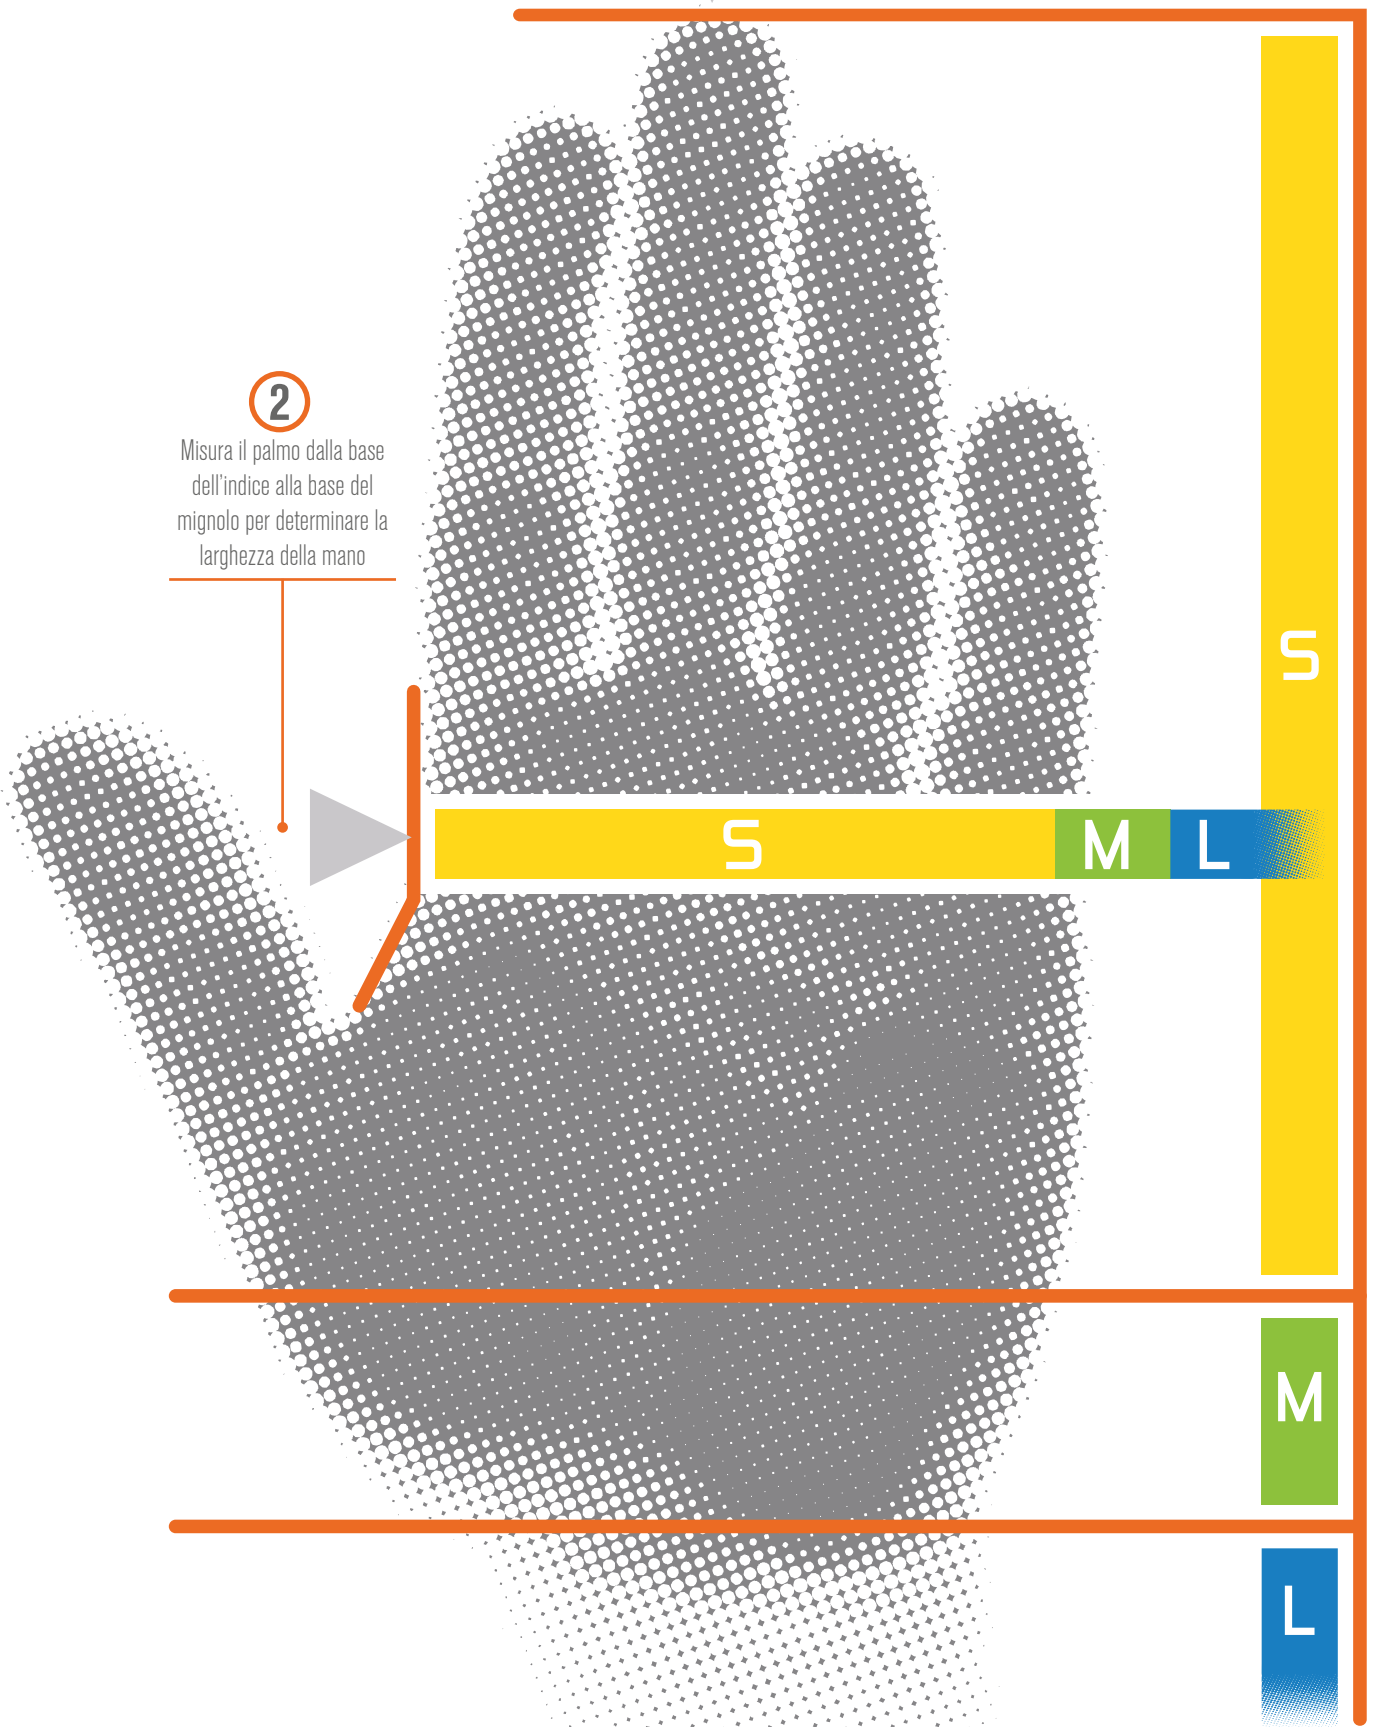 2
Misura il palmo dalla base
dell'indice alla base del
mignolo per determinare la
larghezza della mano
S
S M L
M
L